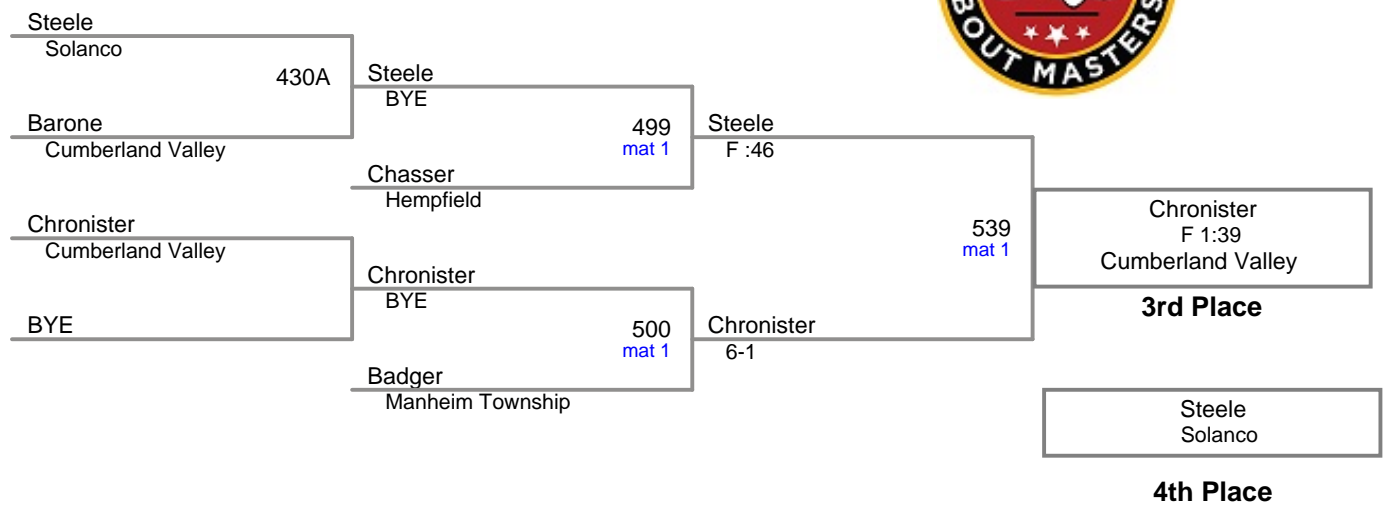 BOUT MASTERS
Steele
Solanco
430A
Barone
Cumberland Valley
Chronister
Cumberland Valley
BYE
Steele
BYE
499
mat 1
Chasser
Hempfield
Chronister
BYE
500
mat 1
Badger
Manheim Township
Steele
F :46
539
mat 1
Chronister
6-1
Chronister
F 1:39
Cumberland Valley
3rd Place
Steele
Solanco
4th Place